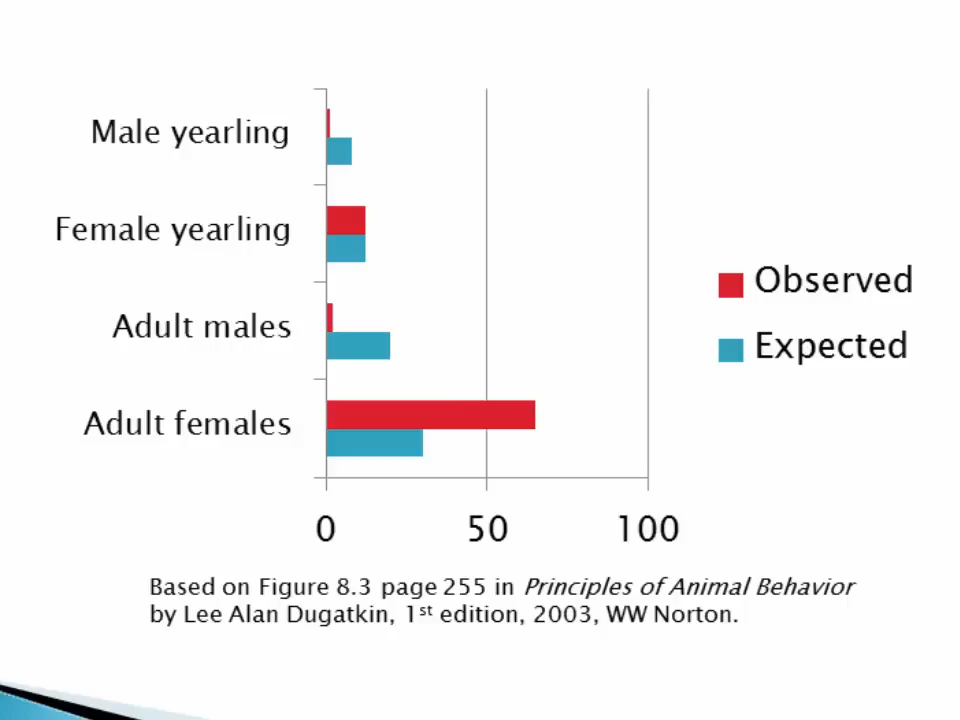 Male yearling
Female yearling
Adult males
Adult females
Observed
Expected
0 50 100
Based on Figure 8.3 page 255 in Principles of Animal Behavior
by Lee Alan Dugatkin, 1st edition, 2003, WW Norton.